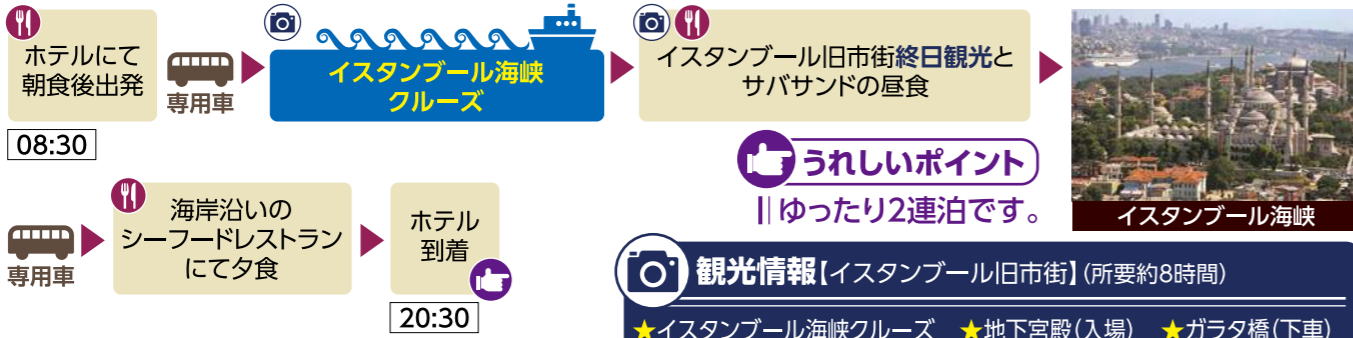 ホテルにて
朝食後出発
専用車
イスタンブール海峡
クルーズ
イスタンブール旧市街終日観光と
サバサンドの昼食
08:30
うれしいポイント
ゆったり2連泊です。
イスタンブール海峡
専用車
海岸沿いの
シーフードレストラン
にて夕食
ホテル
到着
20:30
観光情報【イスタンブール旧市街】(所要約8時間)
★イスタンブール海峡クルーズ ★地下宮殿(入場) ★ガラタ橋(下車)